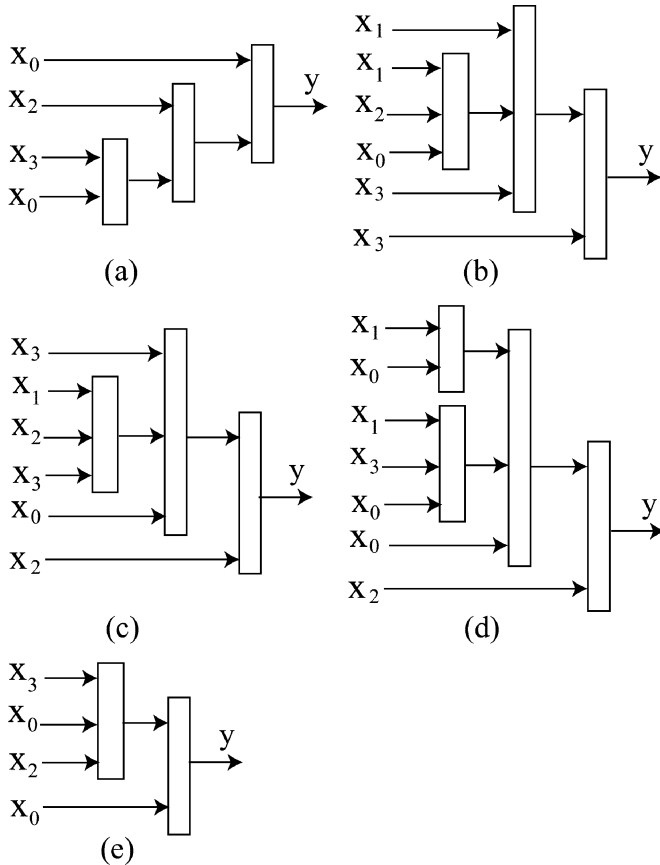 x₀
y
x₂
x₃
x₀
(a)
x₁
x₁
x₂
x₀
y
x₃
x₃
(b)
x₃
x₁
x₂
x₃
y
x₀
x₂
(c)
x₁
x₀
x₁
x₃
x₀
y
x₀
x₂
(d)
x₃
x₀
y
x₂
x₀
(e)